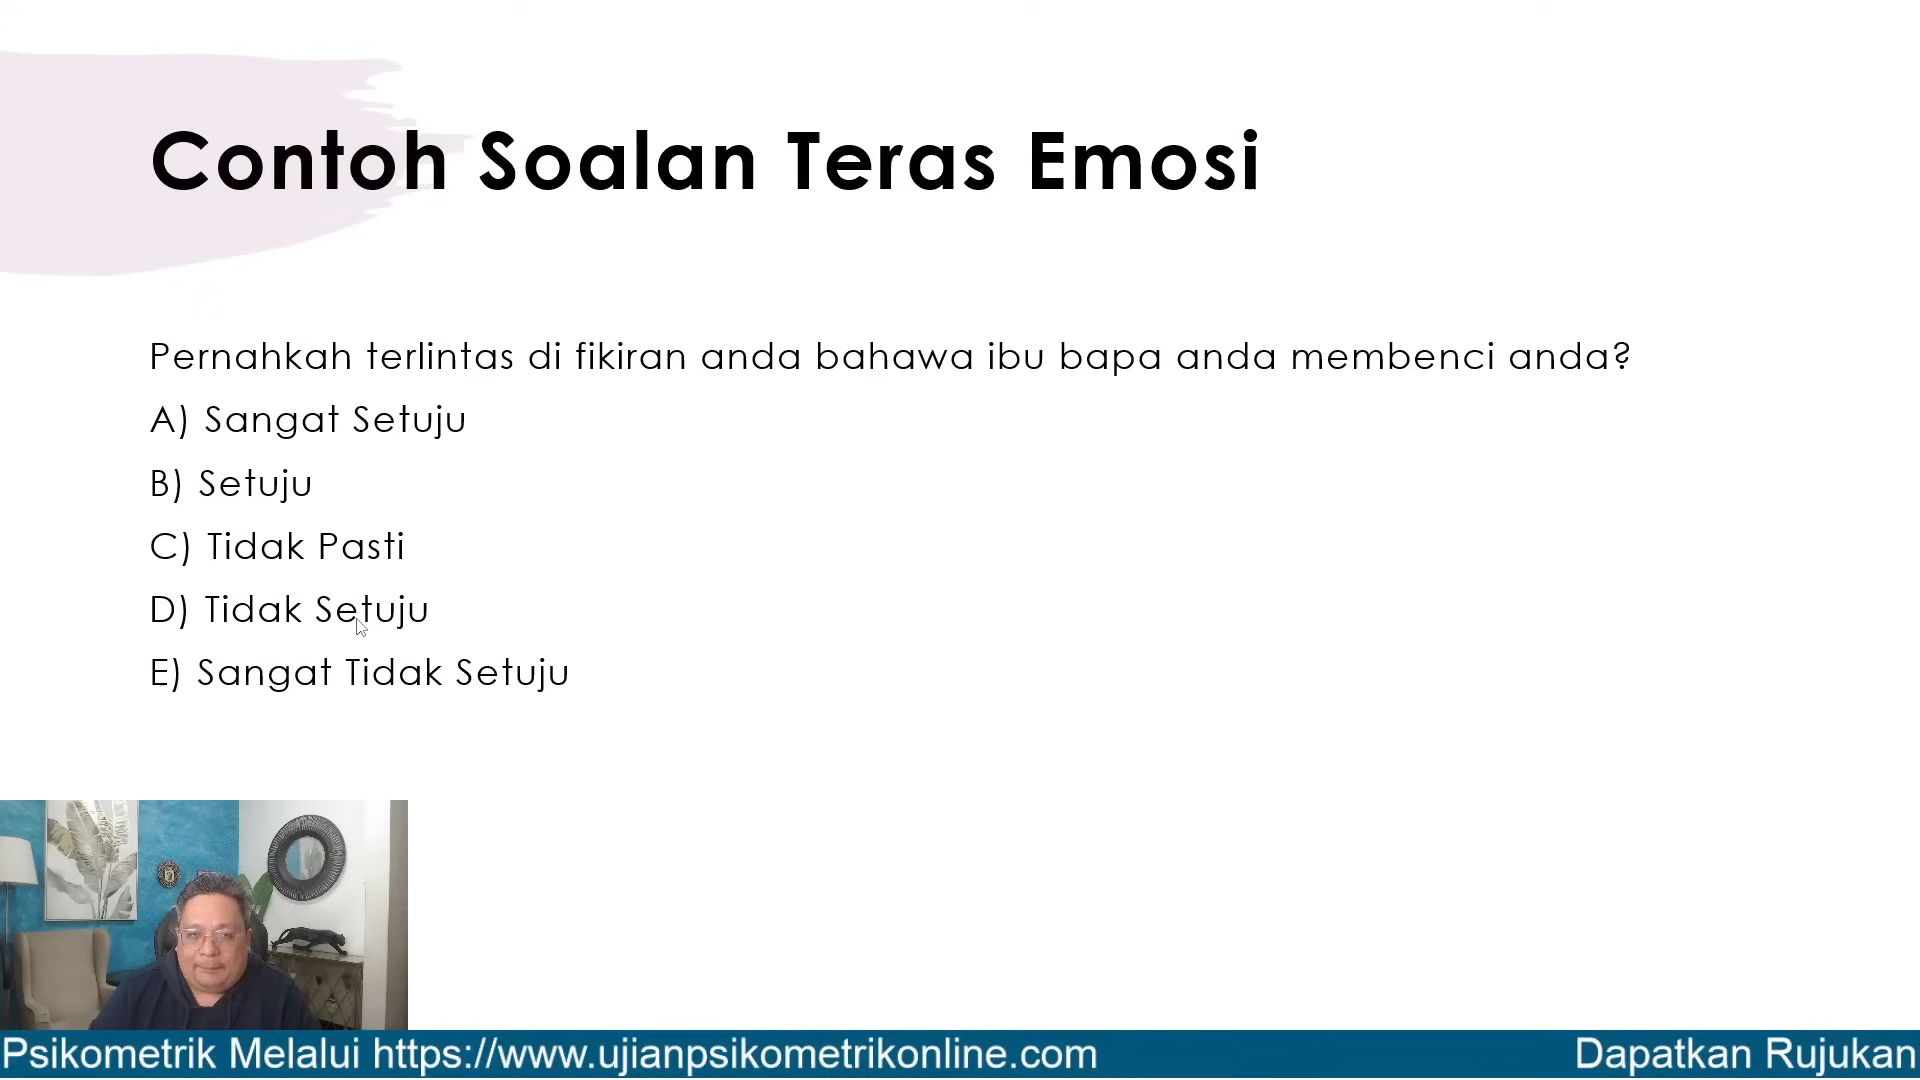 Contoh Soalan Teras Emosi
Pernahkah terlintas di fikiran anda bahawa ibu bapa anda membenci anda?
A) Sangat Setuju
B) Setuju
C) Tidak Pasti
D) Tidak Setuju
E) Sangat Tidak Setuju
Psikometrik Melalui https://www.ujianpsikometrikonline.com Dapatkan Rujukan